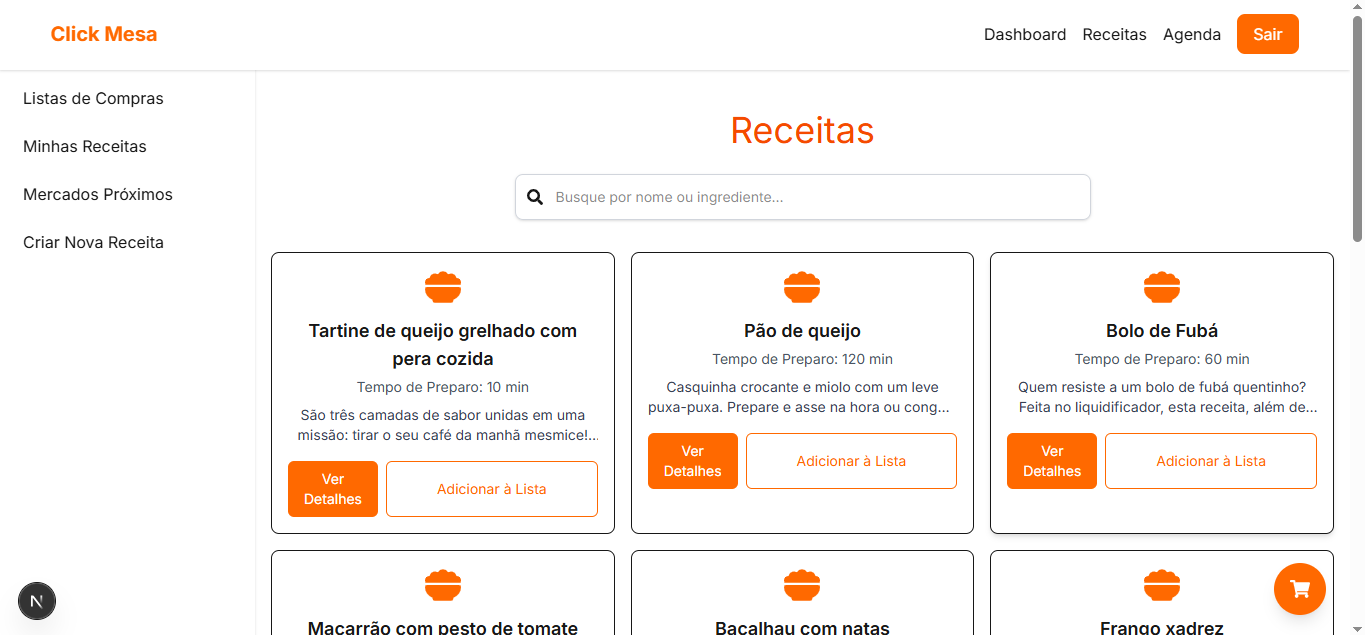 Click Mesa
Dashboard Receitas Agenda Sair
Listas de Compras
Minhas Receitas
Mercados Próximos
Criar Nova Receita
Receitas
Busque por nome ou ingrediente...
Tartine de queijo grelhado com
pera cozida
Tempo de Preparo: 10 min
São três camadas de sabor unidas em uma
missão: tirar o seu café da manhã mesmice!...
Ver
Detalhes
Adicionar à Lista
Pão de queijo
Tempo de Preparo: 120 min
Casquinha crocante e miolo com um leve
puxa-puxa. Prepare e asse na hora ou cong...
Ver
Detalhes
Adicionar à Lista
Bolo de Fubá
Tempo de Preparo: 60 min
Quem resiste a um bolo de fubá quentinho?
Feita no liquidificador, esta receita, além de...
Ver
Detalhes
Adicionar à Lista
Macarrão com pesto de tomate
Bacalhau com natas
Frango xadrez
N